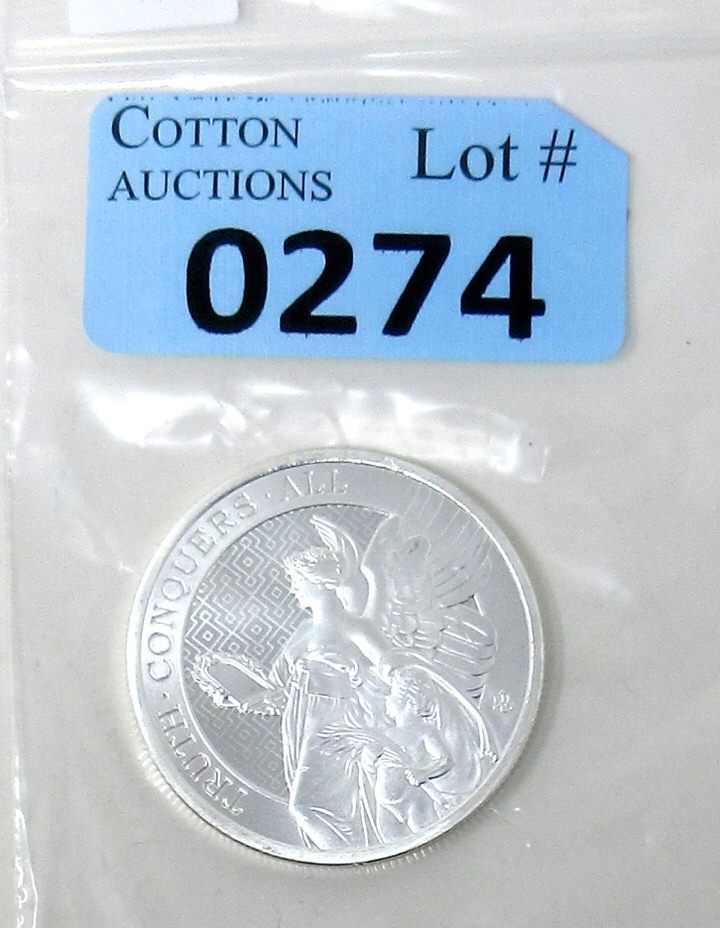 COTTON
AUCTIONS
Lot #
0274
TRUTH · CONQUERS · ALL